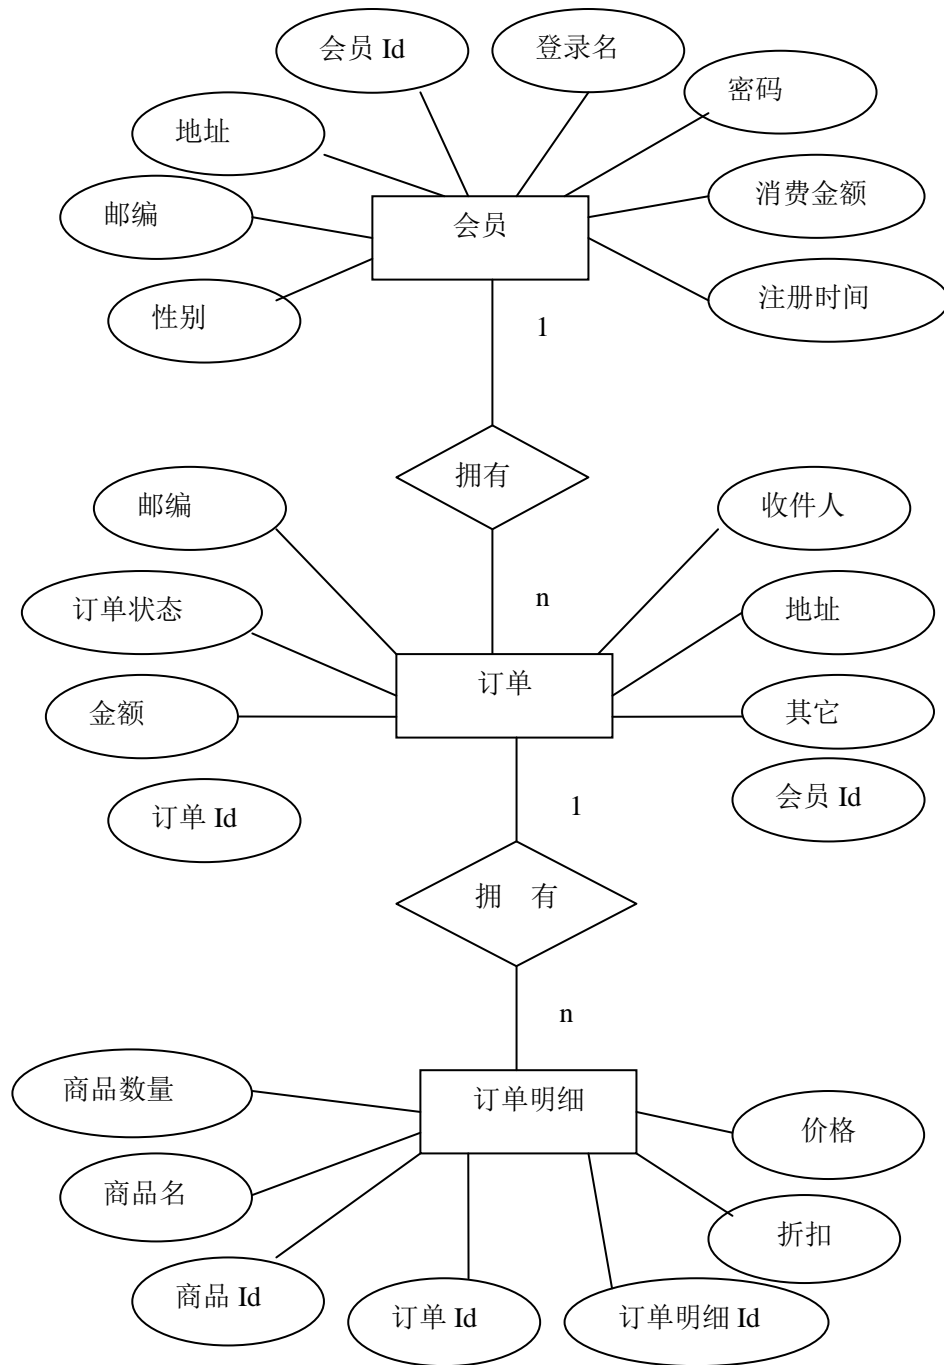 会员 Id
登录名
密码
地址
消费金额
邮编
会员
注册时间
性别
1
拥有
邮编
收件人
n
订单状态
地址
订单
金额
其它
订单 Id
1
会员 Id
拥 有
n
商品数量
订单明细
价格
商品名
折扣
商品 Id
订单 Id
订单明细 Id